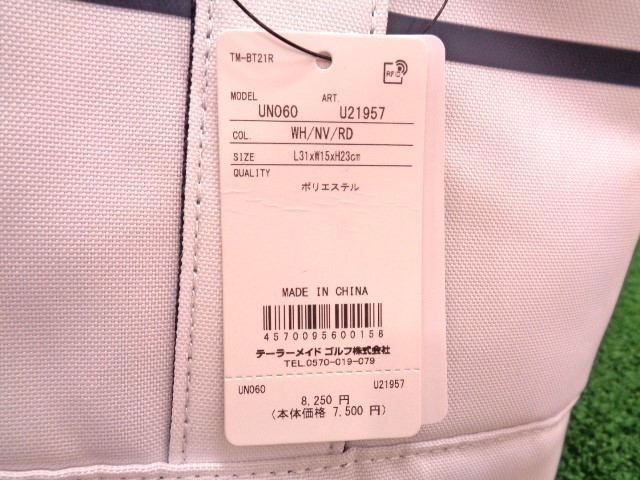 TM-BT21R
RFID
MODEL ART.
UN060 U21957
COL. WH/NV/RD
SIZE L31xW15xH23cm
QUALITY
ポリエステル
MADE IN CHINA
4570095600158
テーラーメイド ゴルフ株式会社
TEL.0570-019-079
UN060 U21957
8,250 円
(本体価格 7,500 円)